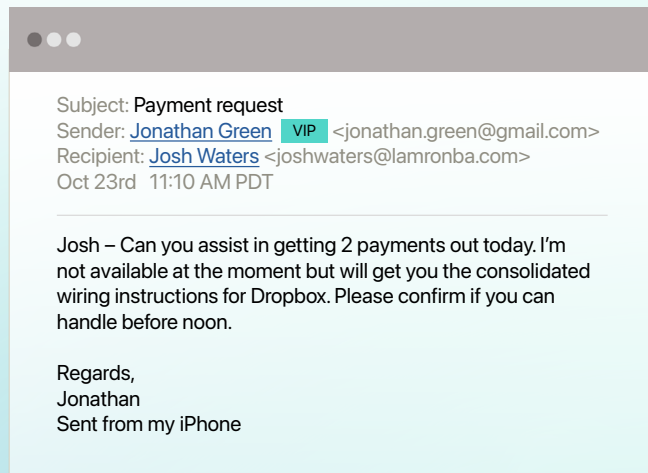 Subject: Payment request
Sender: Jonathan Green VIP <jonathan.green@gmail.com>
Recipient: Josh Waters <joshwaters@lamronba.com>
Oct 23rd 11:10 AM PDT
Josh – Can you assist in getting 2 payments out today. I'm
not available at the moment but will get you the consolidated
wiring instructions for Dropbox. Please confirm if you can
handle before noon.
Regards,
Jonathan
Sent from my iPhone